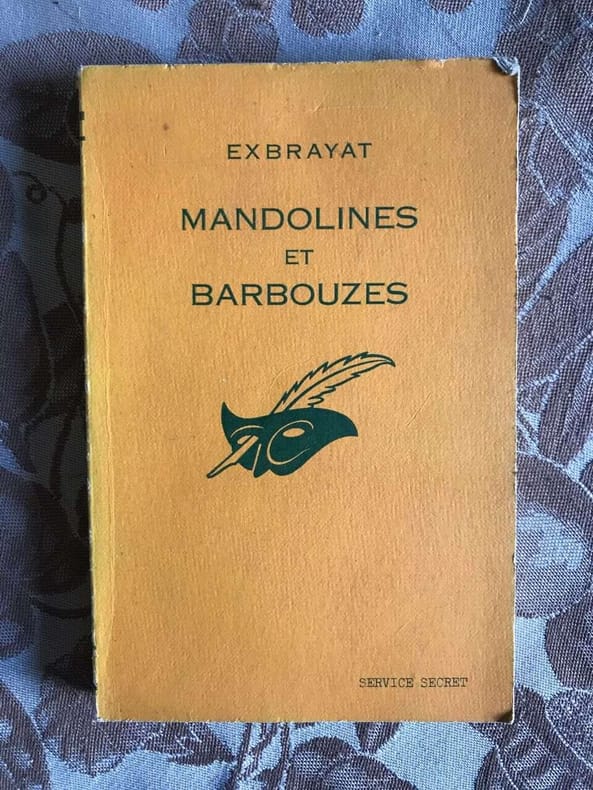 EXBRAYAT
MANDOLINES
ET
BARBOUZES
SERVICE SECRET